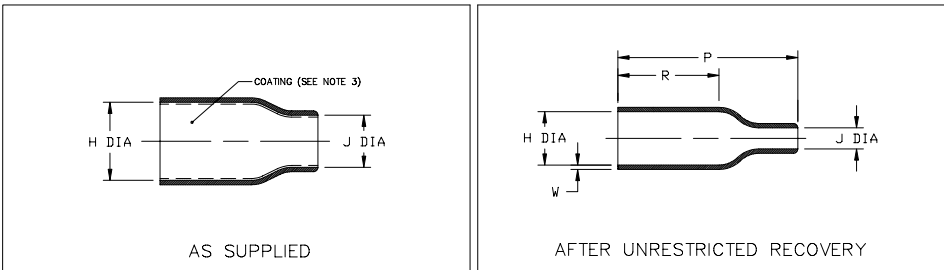 COATING (SEE NOTE 3)
H DIA
J DIA
AS SUPPLIED
P
R
H DIA
J DIA
W
AFTER UNRESTRICTED RECOVERY